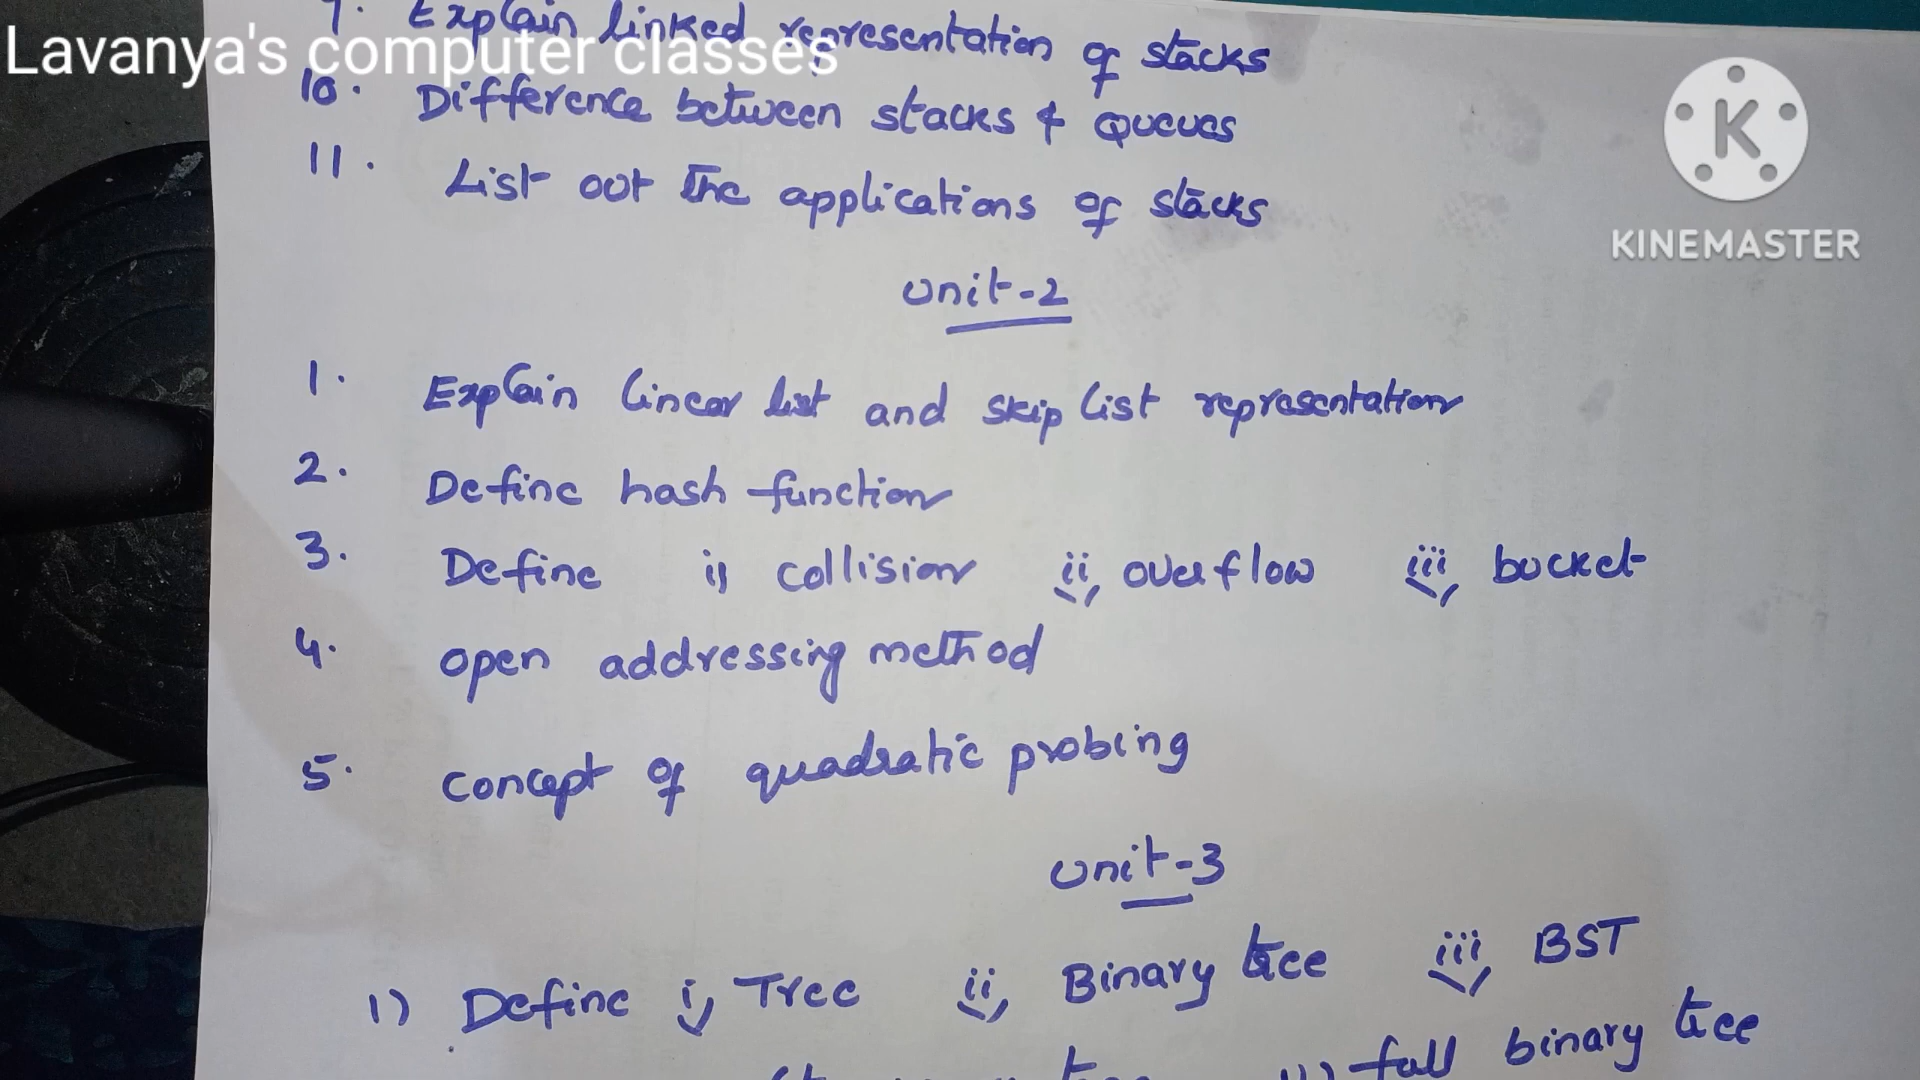 Lavanya's computer classes
9. Explain linked representation of stacks
10. Difference between stacks & Queues
11. List out the applications of stacks
KINEMASTER
Unit-2
1. Explain linear list and skip list representation
2. Define hash function
3. Define i) collision ii) overflow iii) bucket
4. open addressing method
5. concept of quadratic probing
Unit-3
1) Define i) Tree ii) Binary tree iii) BST
full binary tree